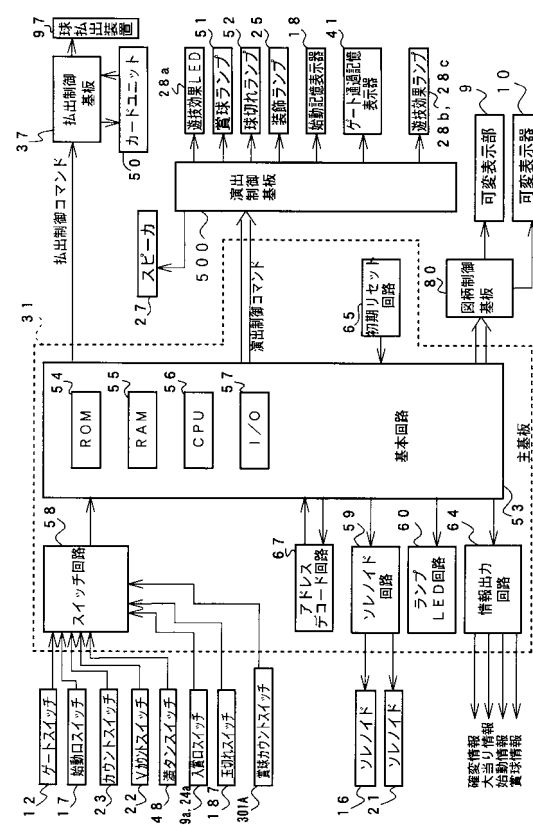 97
球
払出装置
37
払出制御
基板
50
カードユニット
払出制御コマンド
31
28a
遊技効果LED
51
賞球ランプ
52
球切れランプ
25
装飾ランプ
18
始動記憶表示器
41
ゲート通過記憶
表示器
遊技効果ランプ
28b, 28c
演出制御
基板
500
スピーカ
27
演出制御コマンド
65
初期リセット
回路
80
図柄制御
基板
9
可変表示部
10
可変表示器
54
ROM
55
RAM
56
CPU
57
I/O
基本回路
53
主基板
58
スイッチ回路
67
アドレス
デコード回路
59
ソレノイド
回路
60
ランプ
LED回路
64
情報出力
回路
12
ゲートスイッチ
17
始動口スイッチ
23
カウントスイッチ
22
Vカウントスイッチ
48
満タンスイッチ
9a, 24a
入賞口スイッチ
187
玉切れスイッチ
301A
賞球カウントスイッチ
16
ソレノイド
21
ソレノイド
確変情報
大当り情報
始動情報
賞球情報